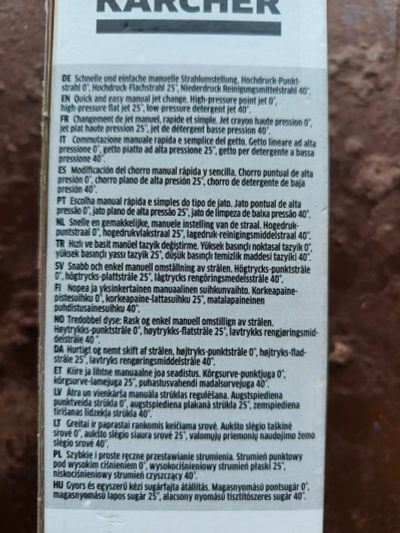 KÄRCHER
DE Schnelle und einfache manuelle Strahlumstellung, Hochdruck-Punkt-
strahl 0°, Hochdruck-Flachstrahl 25°, Niederdruck Reinigungsmittelstrahl 40°.
EN Quick and easy manual jet change. High-pressure point jet 0°,
high-pressure flat jet 25°, low-pressure detergent jet 40°.
FR Changement de jet manuel, rapide et simple. Jet crayon haute pression 0°,
jet plat haute pression 25°, jet de détergent basse pression 40°.
IT Commutazione manuale rapida e semplice del getto. Getto lineare ad alta
pressione 0°, getto piatto ad alta pressione 25°, getto per detergente a bassa
pressione 40°.
ES Modificación del chorro manual rápida y sencilla. Chorro puntual de alta
presión 0°, chorro plano de alta presión 25°, chorro de detergente de baja
presión 40°.
PT Escolha manual rápida e simples do tipo de jato. Jato pontual de alta
pressão 0°, jato plano de alta pressão 25°, jato de limpeza de baixa pressão 40°.
NL Snelle en gemakkelijke, manuele instelling van de straal. Hogedruk-
puntstraal 0°, hogedrukvlakstraal 25°, lagedruk-reinigingsmiddelstraal 40°.
TR Hızlı ve basit manüel tazyik değiştirme. Yüksek basınçlı noktasal tazyik 0°,
yüksek basınçlı yassı tazyik 25°, düşük basınçlı temizlik maddesi taziki 40°.
SV Snabb och enkel manuell omställning av strålen. Högtrycks-punktstråle
0°, högtrycks-plattstråle 25°, lågtrycks rengöringsmedelsstråle 40°.
FI Nopea ja yksinkertainen manuaalinen suihkunvaihto. Korkeapaine-
pistesuihku 0°, korkeapaine-lattasuihku 25°, matalapaineinen
puhdistusainesuihku 40°.
NO Tredobbel dyse: Rask og enkel manuell omstilling av strålen.
Høytrykks-punktstråle 0°, høytrykks-flatstråle 25°, lavtrykks rengjøringsmid-
delstråle 40°.
DA Hurtigt og nemt skift af strålen, højtryks-punktstråle 0°, højtryks-flad-
stråle 25°, lavtryks rengøringsmiddelstråle 40°.
ET Kiire ja lihtne manuaalne joa seadistus. Kõrgsurve-punktjuga 0°,
kõrgsurve-lamejuga 25°, puhastusvahendi madalsurvejuga 40°.
LV Ātra un vienkārša manuāla strūklas regulēšana. Augstspiediena
punktveida strūkla 0°, augstspiediena plakanā strūkla 25°, zemspiediena
tīrīšanas līdzekļa strūkla 40°.
LT Greitai ir paprastai rankomis keičiama srovė. Aukšto slėgio taškinė
srovė 0°, aukšto slėgio siaura srovė 25°, valomųjų priemonių naudojimo žemo
slėgio srovė 40°.
PL Szybkie i proste ręczne przestawianie strumienia. Strumień punktowy
pod wysokim ciśnieniem 0°, wysokociśnieniowy strumień płaski 25°,
niskociśnieniowy strumień czyszczący 40°.
HU Gyors és egyszerű kézi sugárfajta átállítás. Magasnyomású pontsugár 0°,
magasnyomású lapos sugár 25°, alacsony nyomású tisztítószeres sugár 40°.